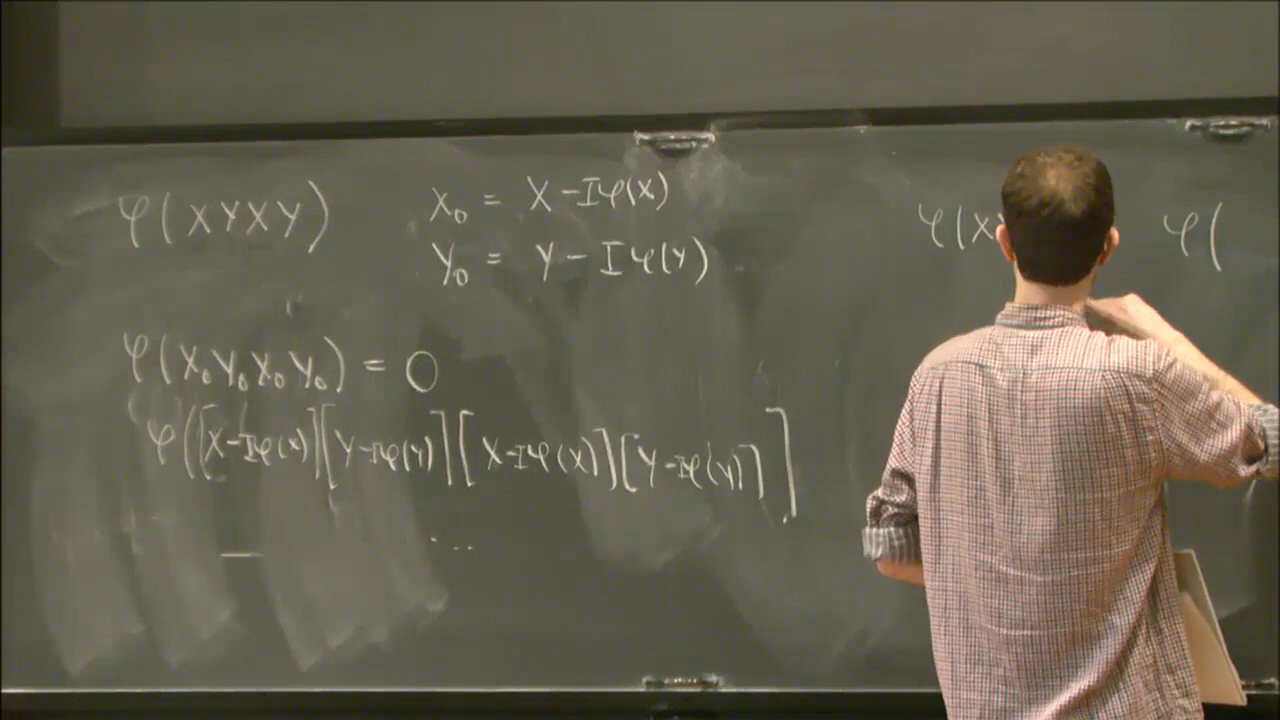 φ(XYXY)
X₀ = X - Iφ(X)
Y₀ = Y - Iφ(Y)
φ(X₀Y₀X₀Y₀) = 0
φ([X-Iφ(X)][Y-Iφ(Y)][X-Iφ(X)][Y-Iφ(Y)]]
...
φ(X
φ(